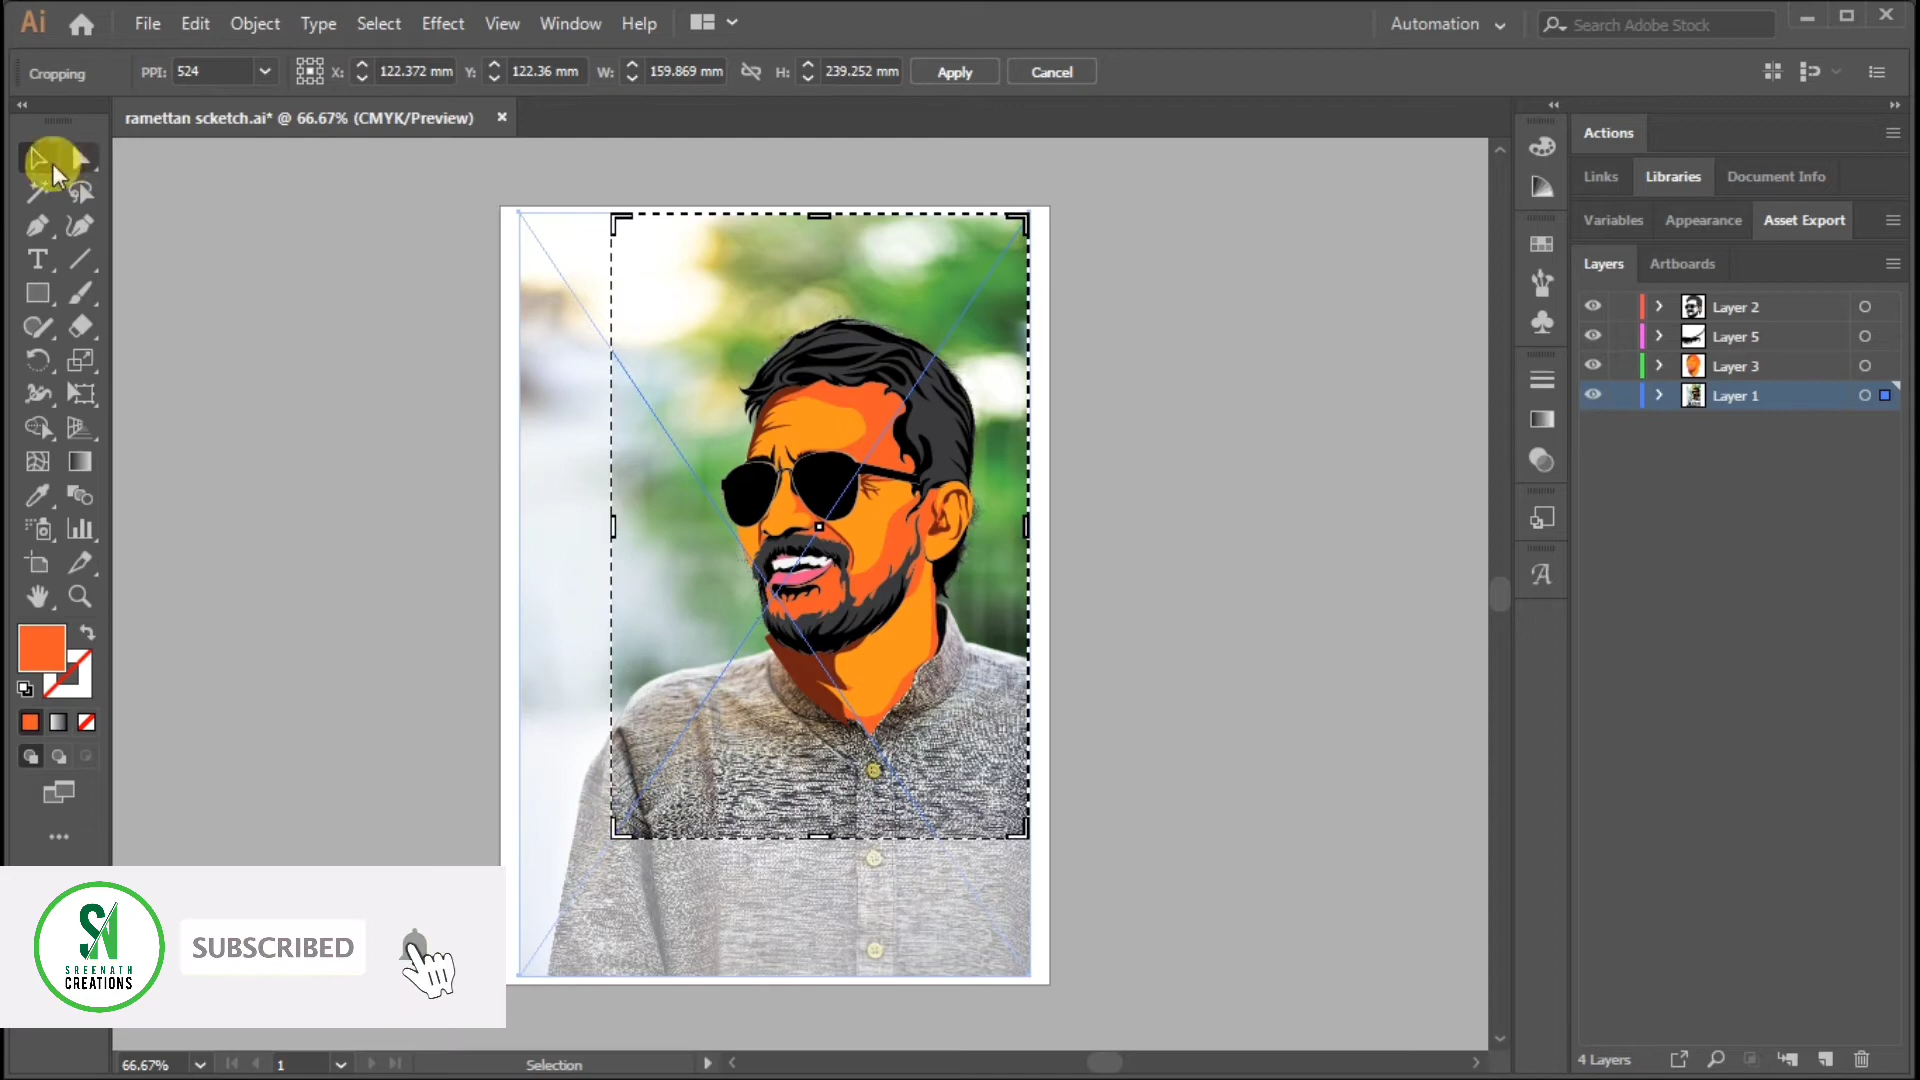 Ai File Edit Object Type Select Effect View Window Help Automation Search Adobe Stock
Cropping PPI: 524 X: 122.372 mm Y: 122.36 mm W: 159.869 mm H: 239.252 mm Apply Cancel
ramettan scketch.ai* @ 66.67% (CMYK/Preview)
Actions
Links Libraries Document Info
Variables Appearance Asset Export
Layers Artboards
Layer 2
Layer 5
Layer 3
Layer 1
SN
SREENATH
CREATIONS
SUBSCRIBED
66.67% 1 Selection
4 Layers